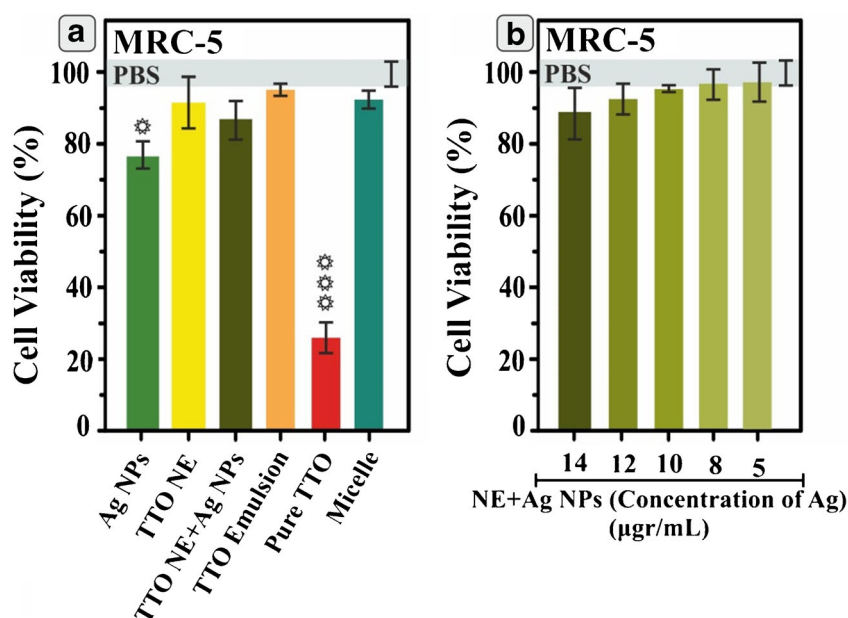 a
MRC-5
PBS
Cell Viability (%)
100
80
60
40
20
0
Ag NPs
TTO NE
TTO NE+Ag NPs
TTO Emulsion
Pure TTO
Micelle
b
MRC-5
PBS
Cell Viability (%)
100
80
60
40
20
0
14 12 10 8 5
NE+Ag NPs (Concentration of Ag)
(µgr/mL)